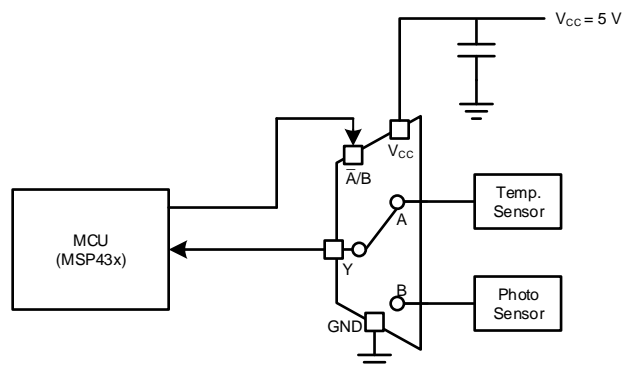 V_CC = 5 V
A̅/B
V_CC
Temp.
Sensor
A
MCU
(MSP43x)
Y
B
Photo
Sensor
GND